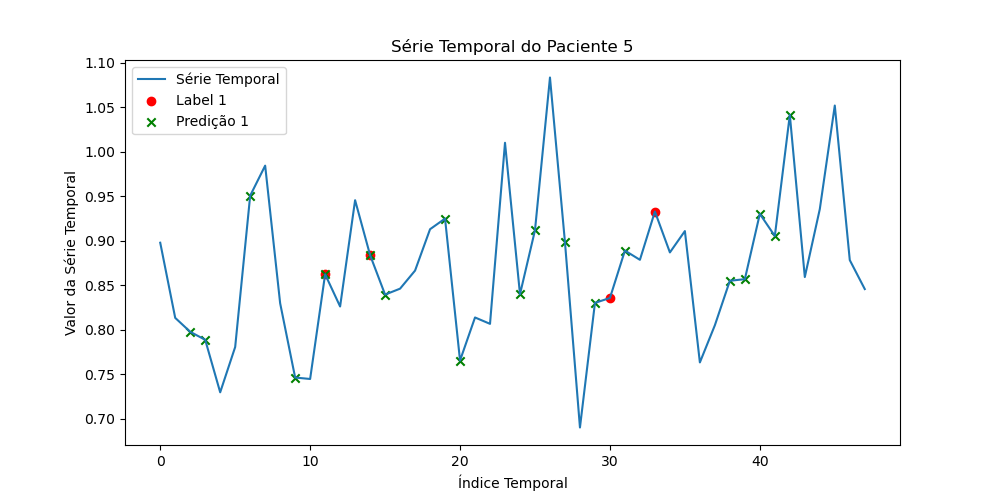 Série Temporal do Paciente 5
Série Temporal
Label 1
Predição 1
Valor da Série Temporal
1.10
1.05
1.00
0.95
0.90
0.85
0.80
0.75
0.70
0 10 20 30 40
Índice Temporal